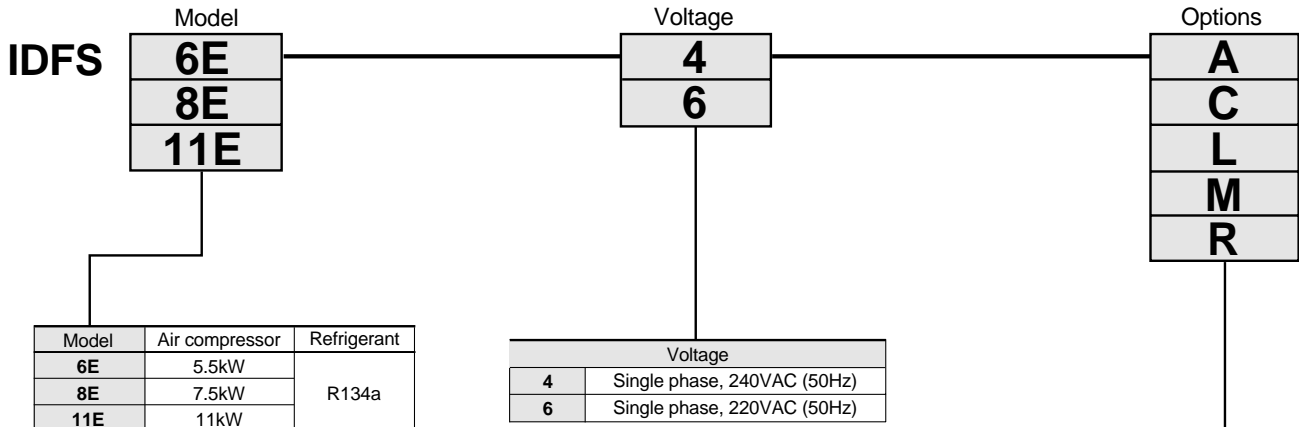 Model Voltage Options
IDFS 6E 4 A
8E 6 C
11E L
M
R
Model Air compressor Refrigerant
6E 5.5kW R134a
8E 7.5kW
11E 11kW
Voltage
4 Single phase, 240VAC (50Hz)
6 Single phase, 220VAC (50Hz)